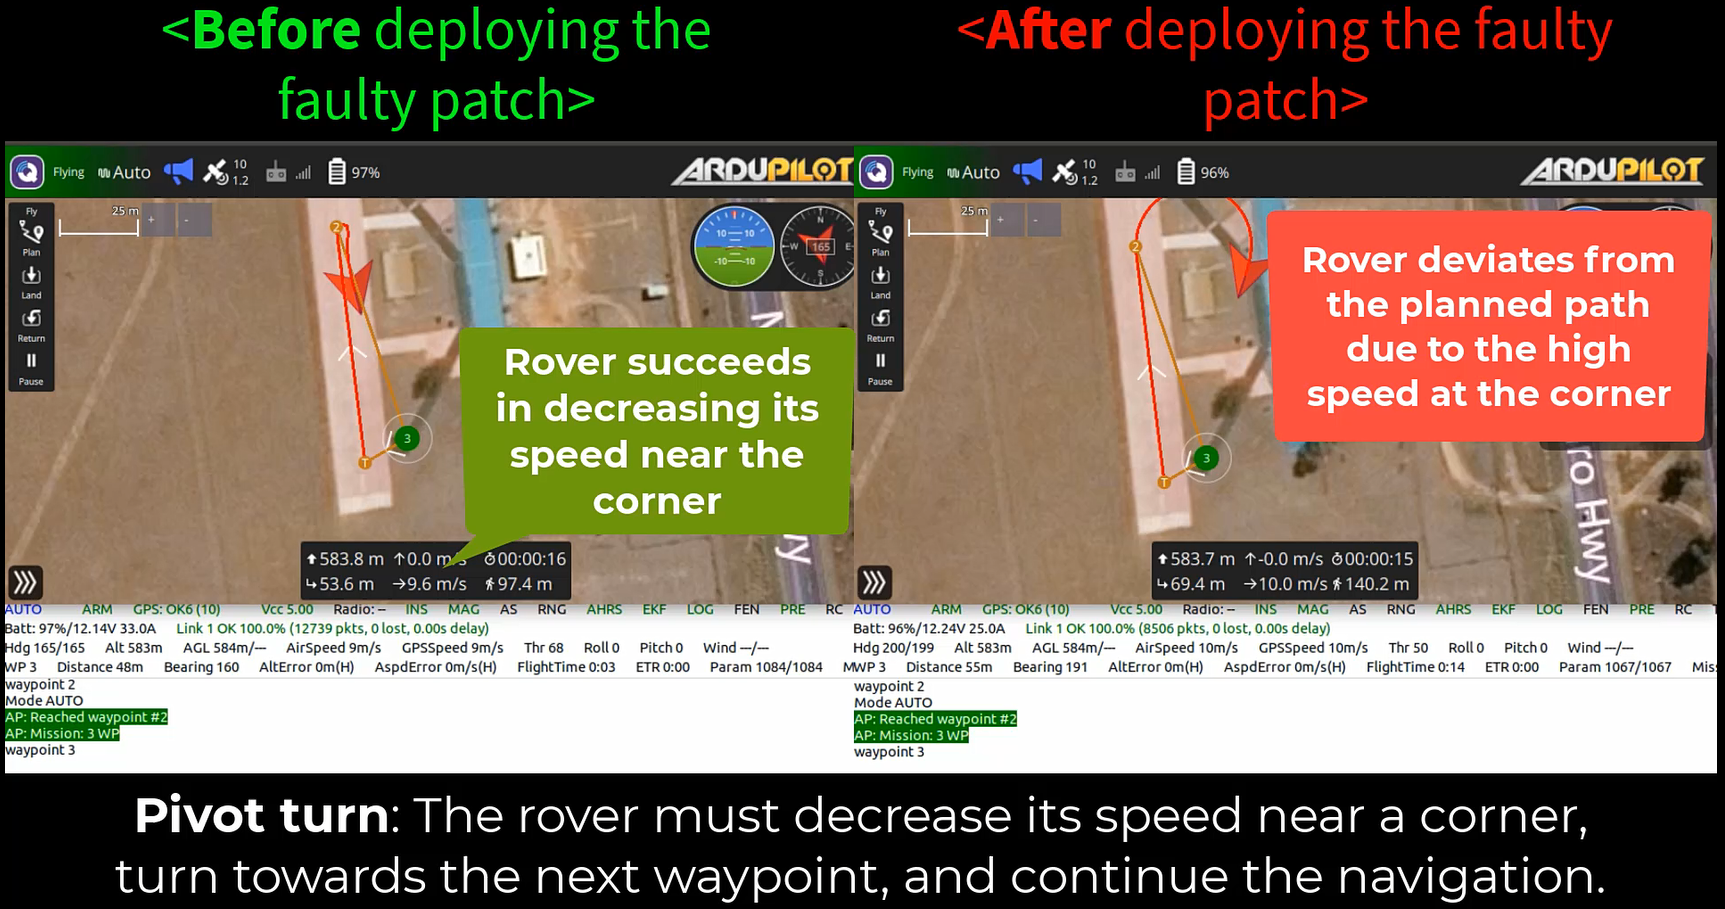 <Before deploying the
faulty patch>
<After deploying the faulty
patch>
Flying
Auto
10
1.2
97%
ARDUPILOT
Fly
Plan
Land
Return
Pause
25 m
+
-
2
3
T
10
10
-10
-10
N
W
E
S
165
Rover succeeds
in decreasing its
speed near the
corner
583.8 m ↑0.0 m/s 00:00:16
53.6 m →9.6 m/s 97.4 m
AUTO ARM GPS: OK6 (10) Vcc 5.00 Radio: -- INS MAG AS RNG AHRS EKF LOG FEN PRE RC
Batt: 97%/12.14V 33.0A Link 1 OK 100.0% (12739 pkts, 0 lost, 0.00s delay)
Hdg 165/165 Alt 583m AGL 584m/--- AirSpeed 9m/s GPSSpeed 9m/s Thr 68 Roll 0 Pitch 0 Wind ---/---
WP 3 Distance 48m Bearing 160 AltError 0m(H) AspdError 0m/s(H) FlightTime 0:03 ETR 0:00 Param 1084/1084
waypoint 2
Mode AUTO
AP: Reached waypoint #2
AP: Mission: 3 WP
waypoint 3
Flying
Auto
10
1.2
96%
ARDUPILOT
Fly
Plan
Land
Return
Pause
25 m
+
-
2
3
T
Rover deviates from
the planned path
due to the high
speed at the corner
ro Hwy
583.7 m ↑-0.0 m/s 00:00:15
69.4 m →10.0 m/s 140.2 m
AUTO ARM GPS: OK6 (10) Vcc 5.00 Radio: -- INS MAG AS RNG AHRS EKF LOG FEN PRE RC
Batt: 96%/12.24V 25.0A Link 1 OK 100.0% (8506 pkts, 0 lost, 0.00s delay)
Hdg 200/199 Alt 583m AGL 584m/--- AirSpeed 10m/s GPSSpeed 10m/s Thr 50 Roll 0 Pitch 0 Wind ---/---
WP 3 Distance 55m Bearing 191 AltError 0m(H) AspdError 0m/s(H) FlightTime 0:14 ETR 0:00 Param 1067/1067
waypoint 2
Mode AUTO
AP: Reached waypoint #2
AP: Mission: 3 WP
waypoint 3
Pivot turn: The rover must decrease its speed near a corner,
turn towards the next waypoint, and continue the navigation.